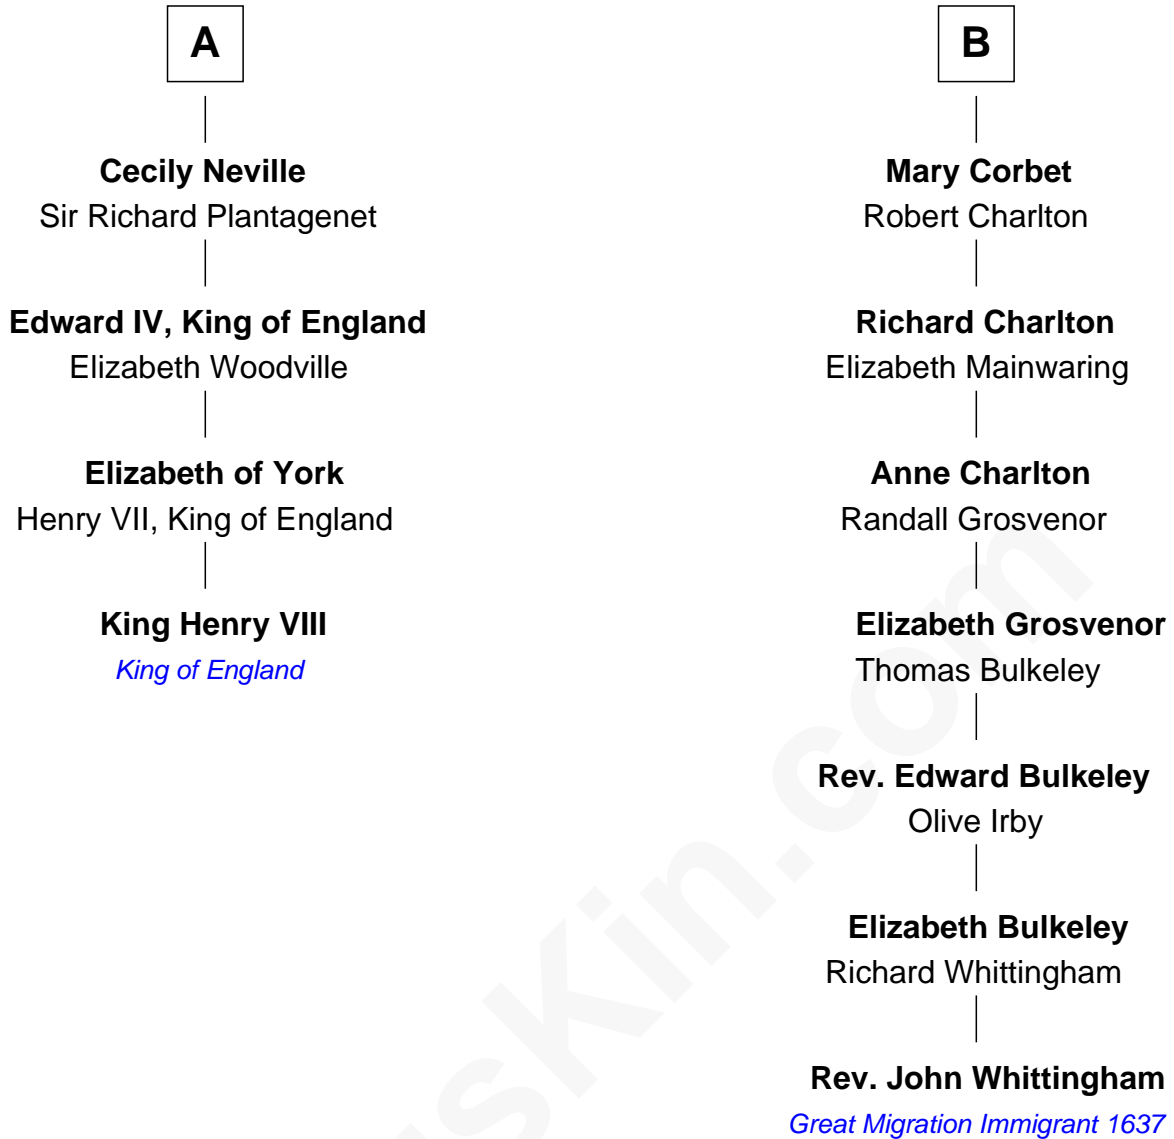 A
Cecily Neville
Sir Richard Plantagenet
Edward IV, King of England
Elizabeth Woodville
Elizabeth of York
Henry VII, King of England
King Henry VIII
King of England
B
Mary Corbet
Robert Charlton
Richard Charlton
Elizabeth Mainwaring
Anne Charlton
Randall Grosvenor
Elizabeth Grosvenor
Thomas Bulkeley
Rev. Edward Bulkeley
Olive Irby
Elizabeth Bulkeley
Richard Whittingham
Rev. John Whittingham
Great Migration Immigrant 1637